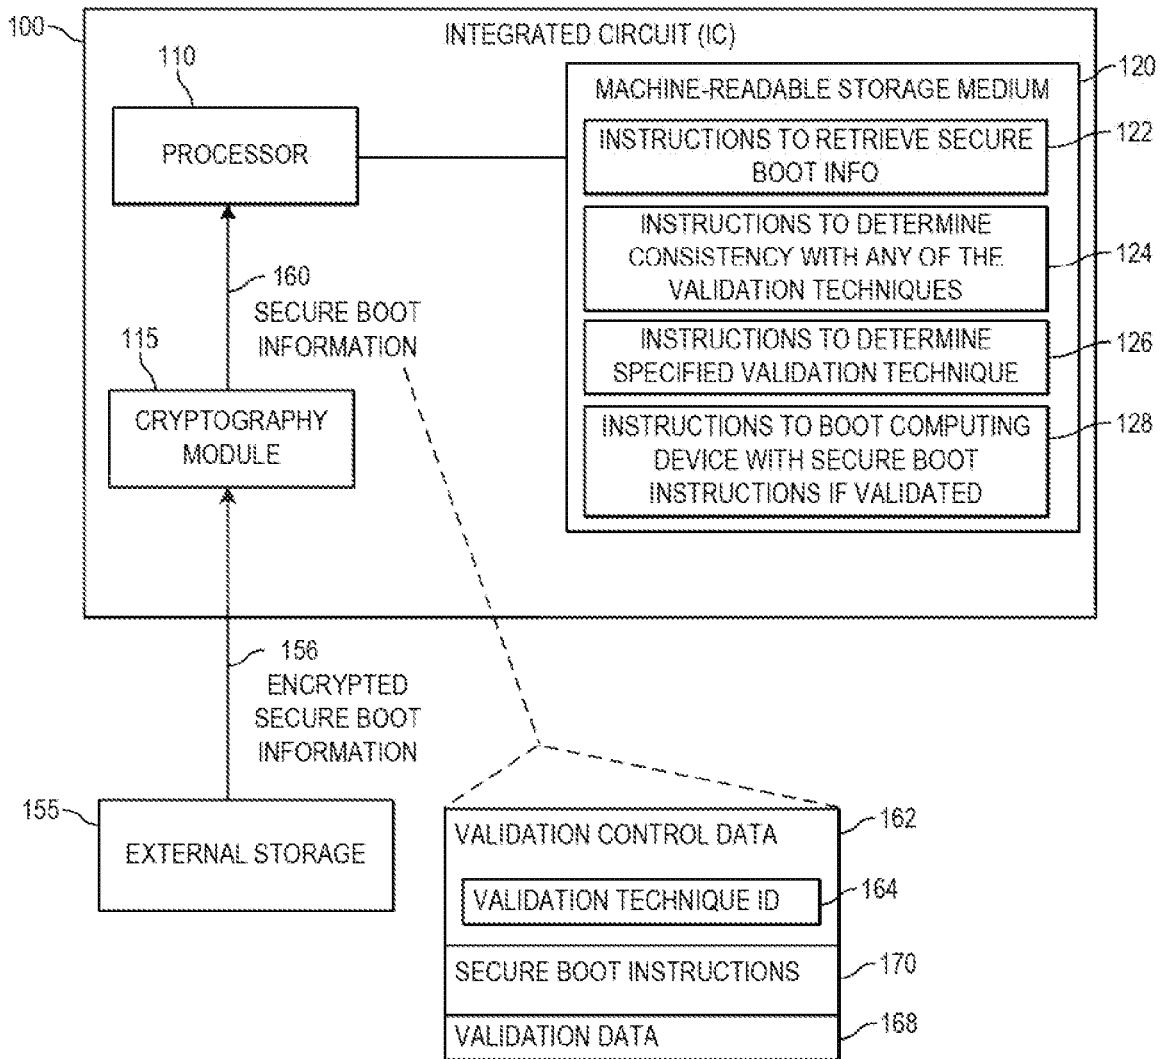 100
INTEGRATED CIRCUIT (IC)
110
PROCESSOR
120
MACHINE-READABLE STORAGE MEDIUM
122
INSTRUCTIONS TO RETRIEVE SECURE
BOOT INFO
124
INSTRUCTIONS TO DETERMINE
CONSISTENCY WITH ANY OF THE
VALIDATION TECHNIQUES
126
INSTRUCTIONS TO DETERMINE
SPECIFIED VALIDATION TECHNIQUE
128
INSTRUCTIONS TO BOOT COMPUTING
DEVICE WITH SECURE BOOT
INSTRUCTIONS IF VALIDATED
160
SECURE BOOT
INFORMATION
115
CRYPTOGRAPHY
MODULE
156
ENCRYPTED
SECURE BOOT
INFORMATION
155
EXTERNAL STORAGE
VALIDATION CONTROL DATA
162
VALIDATION TECHNIQUE ID
164
SECURE BOOT INSTRUCTIONS
170
VALIDATION DATA
168